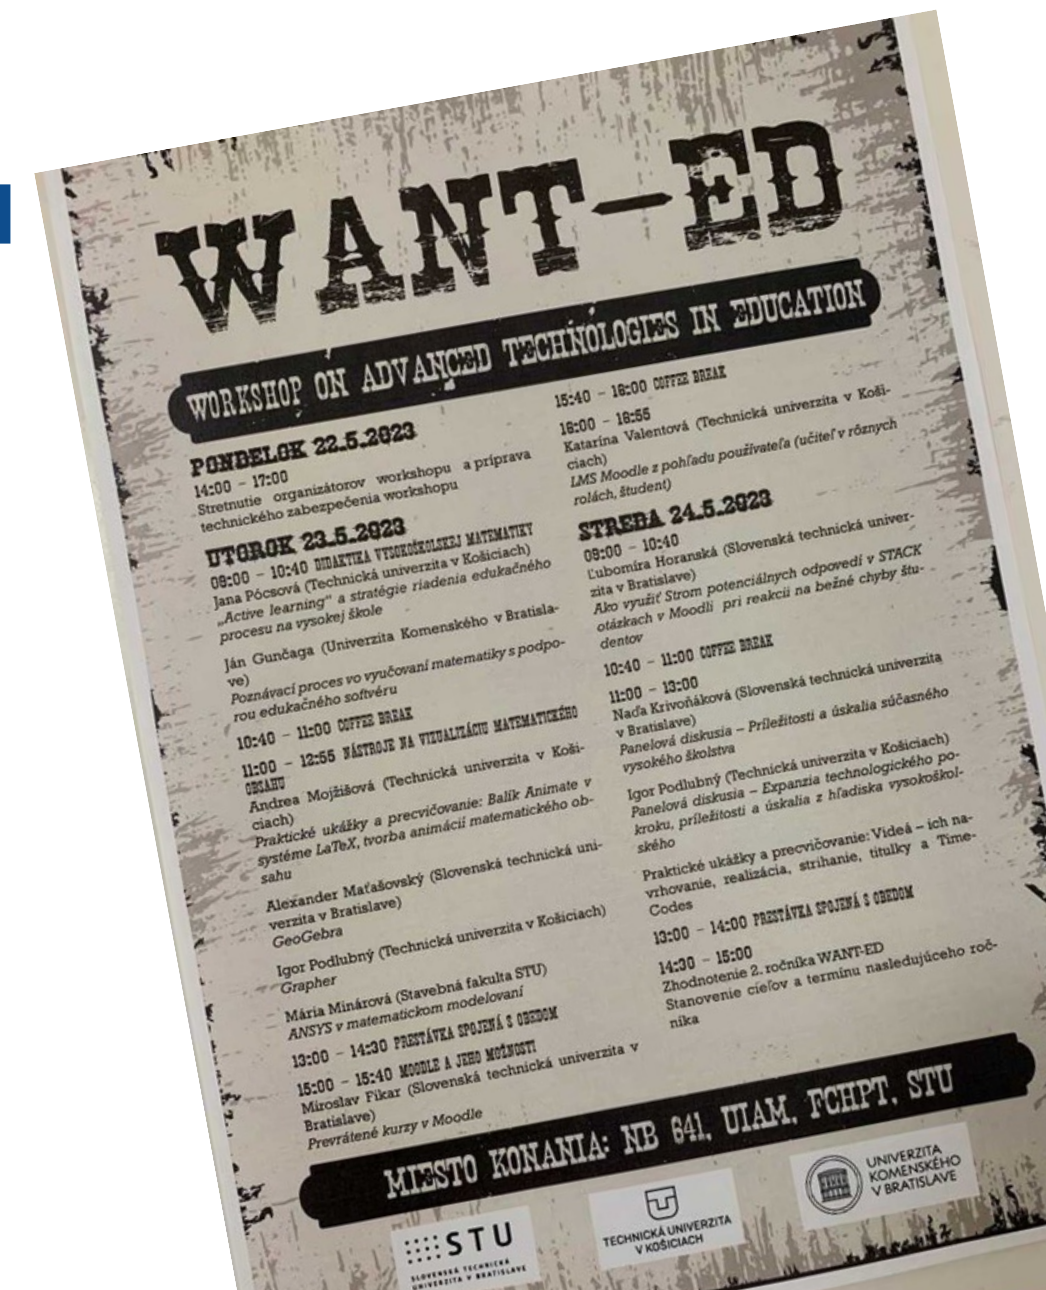 WANT-ED
WORKSHOP ON ADVANCED TECHNOLOGIES IN EDUCATION
PONDELOK 22.5.2023
14:00 - 17:00
Stretnutie organizátorov workshopu a príprava
technického zabezpečenia workshopu
UTOROK 23.5.2023
09:00 - 10:40 DIDAKTIKA VYSOKOŠKOLSKEJ MATEMATIKY
Jana Pócsová (Technická univerzita v Košiciach)
„Active learning“ a stratégie riadenia edukačného
procesu na vysokej škole
Ján Gunčaga (Univerzita Komenského v Bratisla-
ve)
Poznávací proces vo vyučovaní matematiky s podpo-
rou edukačného softvéru
10:40 - 11:00 COFFEE BREAK
11:00 - 12:55 NÁSTROJE NA VIZUALIZÁCIU MATEMATICKÉHO
OBSAHU
Andrea Mojžišová (Technická univerzita v Koši-
ciach)
Praktické ukážky a precvičovanie: Balík Animate v
systéme LaTeX, tvorba animácií matematického ob-
sahu
Alexander Maťašovský (Slovenská technická uni-
verzita v Bratislave)
GeoGebra
Igor Podlubný (Technická univerzita v Košiciach)
Grapher
Mária Minárová (Stavebná fakulta STU)
ANSYS v matematickom modelovaní
13:00 - 14:30 PRESTÁVKA SPOJENÁ S OBEDOM
15:00 - 15:40 MOODLE A JEHO MOŽNOSTI
Miroslav Fikar (Slovenská technická univerzita v
Bratislave)
Prevrátené kurzy v Moodle
15:40 - 16:00 COFFEE BREAK
16:00 - 16:55
Katarína Valentová (Technická univerzita v Koši-
ciach)
LMS Moodle z pohľadu používateľa (učiteľ v rôznych
rolách, študent)
STREDA 24.5.2023
09:00 - 10:40
Ľubomíra Horanská (Slovenská technická univer-
zita v Bratislave)
Ako využiť Strom potenciálnych odpovedí v STACK
otázkach v Moodli pri reakcii na bežné chyby štu-
dentov
10:40 - 11:00 COFFEE BREAK
11:00 - 13:00
Naďa Krivoňáková (Slovenská technická univerzita
v Bratislave)
Panelová diskusia – Príležitosti a úskalia súčasného
vysokého školstva
Igor Podlubný (Technická univerzita v Košiciach)
Panelová diskusia – Expanzia technologického po-
kroku, príležitosti a úskalia z hľadiska vysokoškol-
ského
Praktické ukážky a precvičovanie: Videá – ich na-
vrhovanie, realizácia, strihanie, titulky a Time-
Codes
13:00 - 14:00 PRESTÁVKA SPOJENÁ S OBEDOM
14:30 - 15:00
Zhodnotenie 2. ročníka WANT-ED
Stanovenie cieľov a termínu nasledujúceho roč-
níka
MIESTO KONANIA: NB 641, UIAM, FCHPT, STU
STU
SLOVENSKÁ TECHNICKÁ
UNIVERZITA V BRATISLAVE
TECHNICKÁ UNIVERZITA
V KOŠICIACH
UNIVERZITA
KOMENSKÉHO
V BRATISLAVE